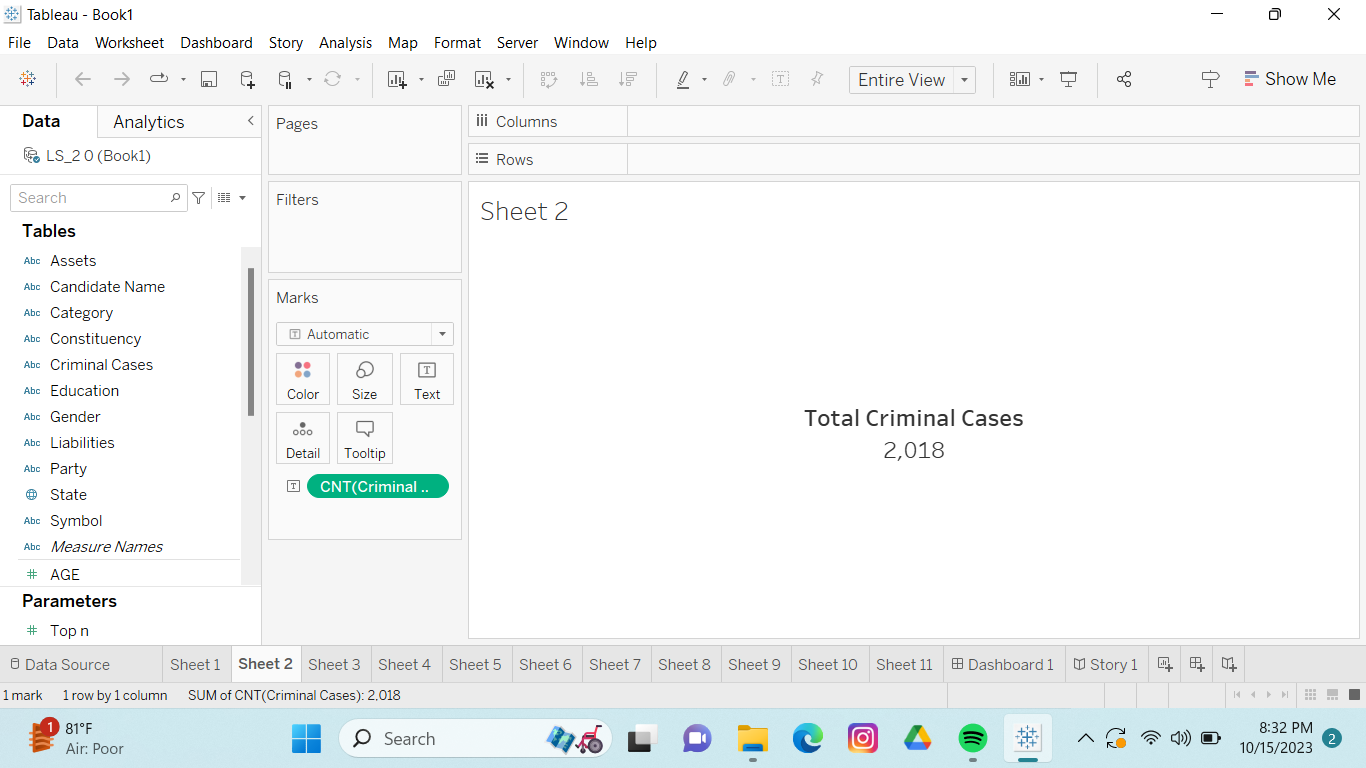 Tableau - Book1
File Data Worksheet Dashboard Story Analysis Map Format Server Window Help
Entire View
Show Me
Data Analytics
LS_2 0 (Book1)
Search
Tables
Abc Assets
Abc Candidate Name
Abc Category
Abc Constituency
Abc Criminal Cases
Abc Education
Abc Gender
Abc Liabilities
Abc Party
State
Abc Symbol
Abc Measure Names
# AGE
Parameters
# Top n
Pages
Filters
Marks
T Automatic
Color Size T Text
Detail Tooltip
T CNT(Criminal ..
iii Columns
Rows
Sheet 2
Total Criminal Cases
2,018
Data Source Sheet 1 Sheet 2 Sheet 3 Sheet 4 Sheet 5 Sheet 6 Sheet 7 Sheet 8 Sheet 9 Sheet 10 Sheet 11 Dashboard 1 Story 1
1 mark 1 row by 1 column SUM of CNT(Criminal Cases): 2,018
1 81°F
Air: Poor
Search
8:32 PM
10/15/2023
2